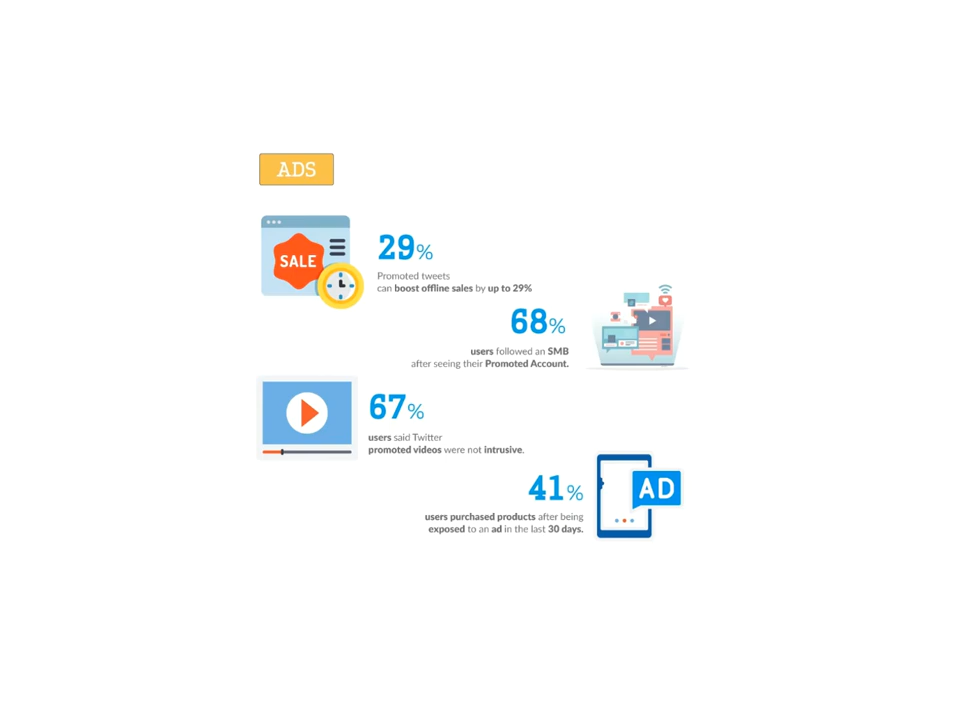 ADS
SALE
29%
Promoted tweets
can boost offline sales by up to 29%
68%
users followed an SMB
after seeing their Promoted Account.
67%
users said Twitter
promoted videos were not intrusive.
41%
AD
users purchased products after being
exposed to an ad in the last 30 days.